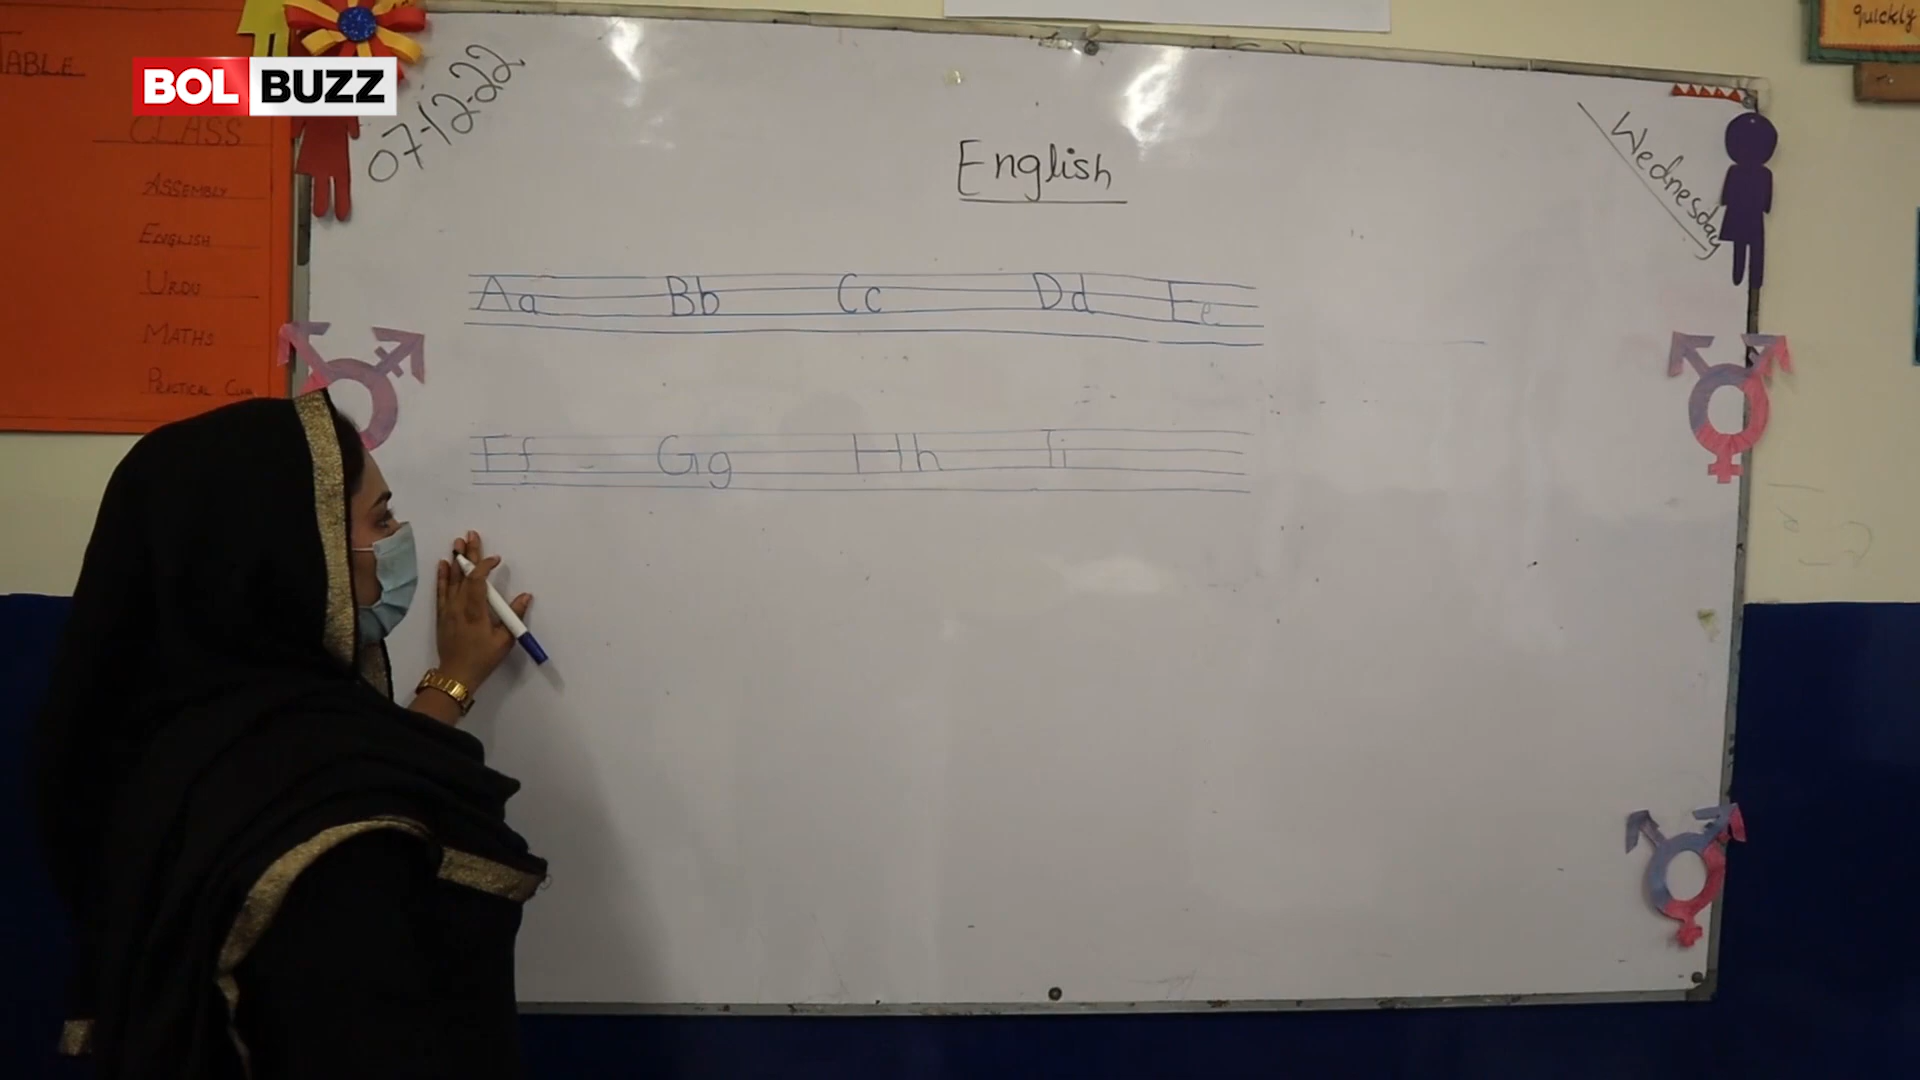 TABLE
CLASS
ASSEMBLY
ENGLISH
URDU
MATHS
PRACTICAL
BOL BUZZ
07-12-22
English
Wednesday
quickly
Aa Bb Cc Dd Ee
Ff Gg Hh Ii